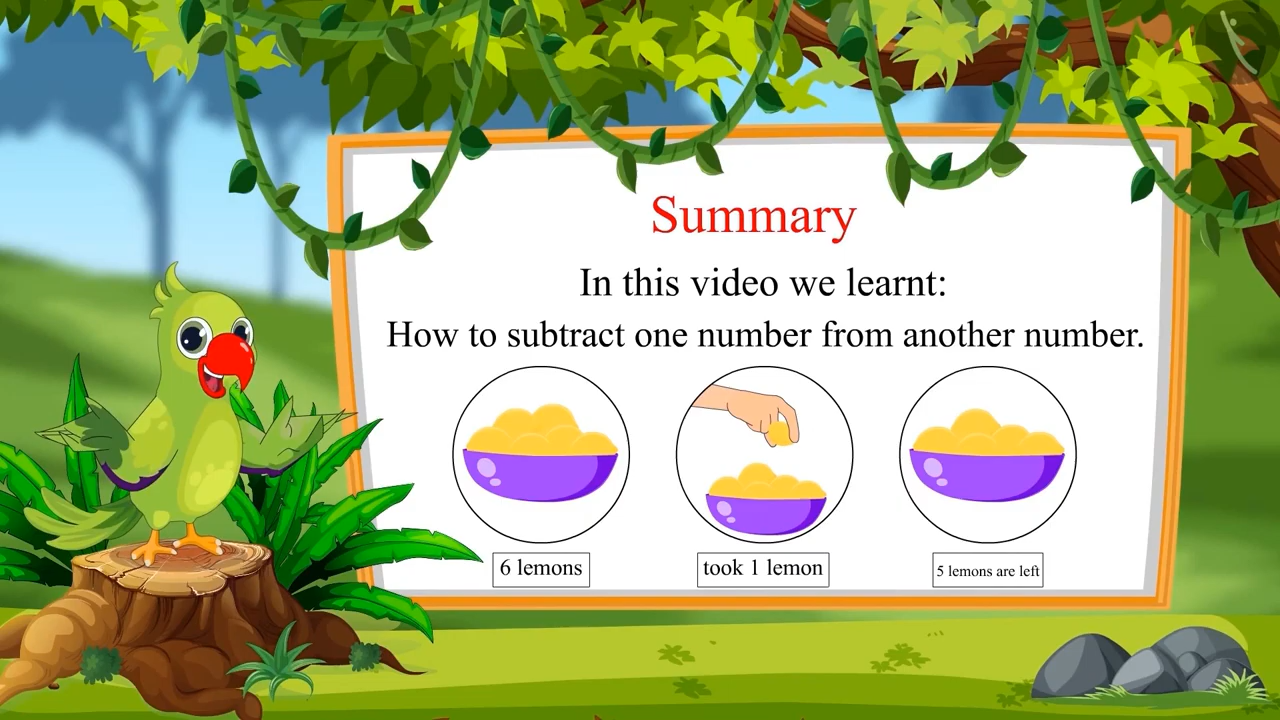 Summary
In this video we learnt:
How to subtract one number from another number.
6 lemons
took 1 lemon
5 lemons are left